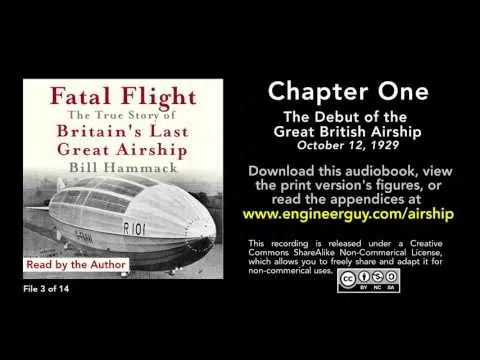 Fatal Flight
The True Story of
Britain's Last
Great Airship
Bill Hammack
R 101
Read by the Author
File 3 of 14
Chapter One
The Debut of the
Great British Airship
October 12, 1929
Download this audiobook, view
the print version's figures, or
read the appendices at
www.engineerguy.com/airship
This recording is released under a Creative
Commons ShareAlike Non-Commerical License,
which allows you to freely share and adapt it for
non-commerical uses.
CC
BY NC SA